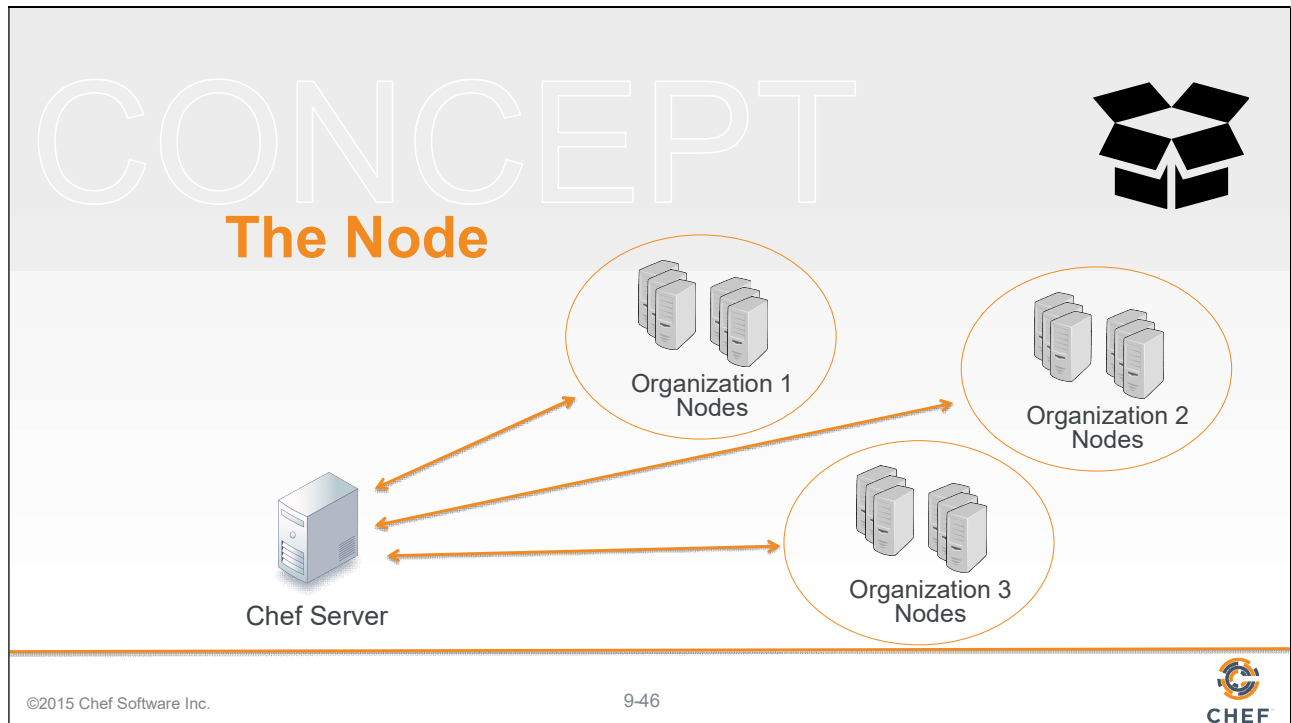 CONCEPT
The Node
Organization 1
Nodes
Organization 2
Nodes
Organization 3
Nodes
Chef Server
©2015 Chef Software Inc.
9-46
CHEF